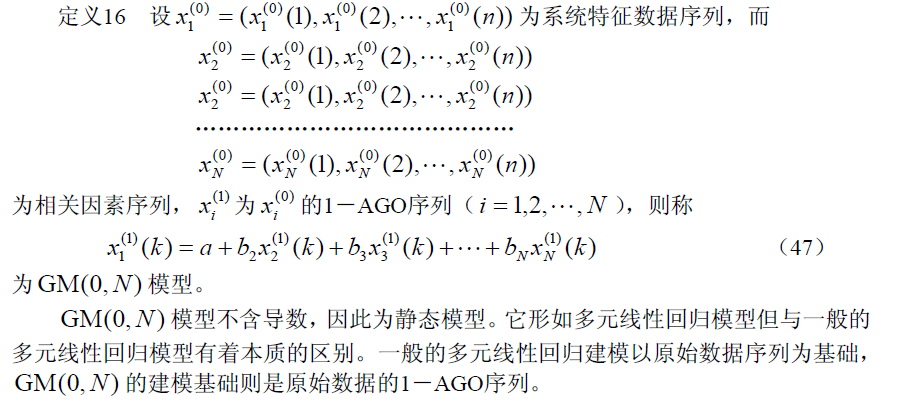 定义16 设 $x_1^{(0)} = (x_1^{(0)}(1), x_1^{(0)}(2), \cdots, x_1^{(0)}(n))$ 为系统特征数据序列，而
$x_2^{(0)} = (x_2^{(0)}(1), x_2^{(0)}(2), \cdots, x_2^{(0)}(n))$
$x_2^{(0)} = (x_2^{(0)}(1), x_2^{(0)}(2), \cdots, x_2^{(0)}(n))$
…………………………………
$x_N^{(0)} = (x_N^{(0)}(1), x_N^{(0)}(2), \cdots, x_N^{(0)}(n))$
为相关因素序列， $x_i^{(1)}$ 为 $x_i^{(0)}$ 的1－AGO序列（ $i = 1,2,\cdots,N$ ），则称
$x_1^{(1)}(k) = a + b_2 x_2^{(1)}(k) + b_3 x_3^{(1)}(k) + \cdots + b_N x_N^{(1)}(k)$ （47）
为 $\mathrm{GM}(0, N)$ 模型。
$\mathrm{GM}(0, N)$ 模型不含导数，因此为静态模型。它形如多元线性回归模型但与一般的
多元线性回归模型有着本质的区别。一般的多元线性回归建模以原始数据序列为基础，
$\mathrm{GM}(0, N)$ 的建模基础则是原始数据的1－AGO序列。